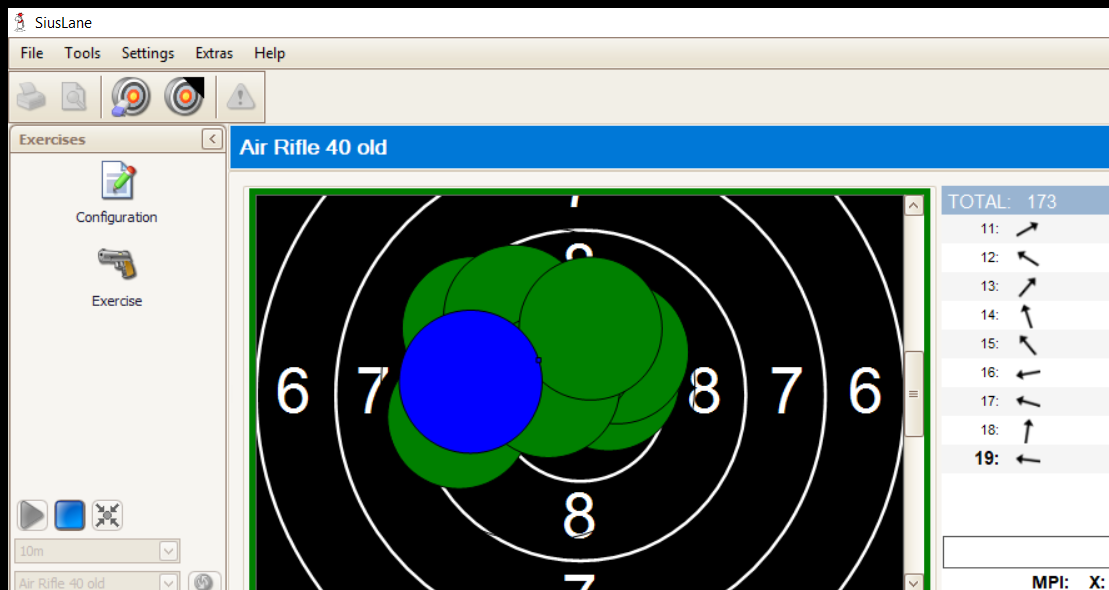 SiusLane
File Tools Settings Extras Help
Exercises
Air Rifle 40 old
Configuration
Exercise
10m
Air Rifle 40 old
7
8
6 7 8 7 6
8
7
TOTAL: 173
11:
12:
13:
14:
15:
16:
17:
18:
19:
MPI: X: